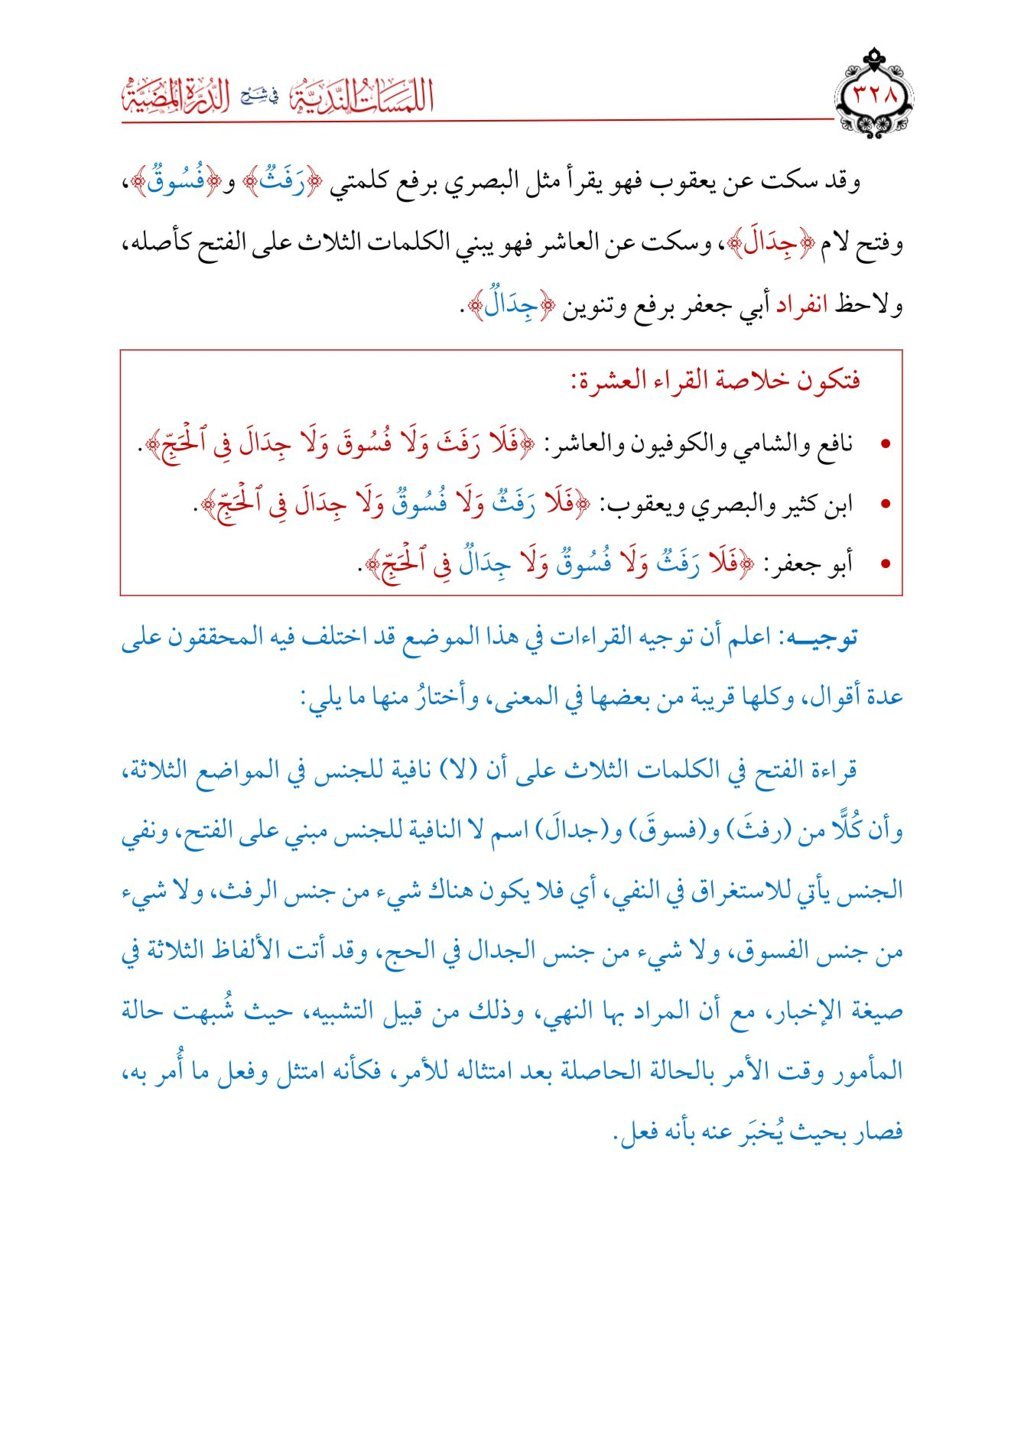 ٣٢٨
اللمسات الندية في شرح الدرة المضية
وقد سكت عن يعقوب فهو يقرأ مثل البصري برفع كلمتي ﴿رَفَثٌ﴾ و﴿فُسُوقٌ﴾،
وفتح لام ﴿جِدَالَ﴾، وسكت عن العاشر فهو يبني الكلمات الثلاث على الفتح كأصله،
ولاحظ انفراد أبي جعفر برفع وتنوين ﴿جِدَالٌ﴾.
فتكون خلاصة القراء العشرة:
• نافع والشامي والكوفيون والعاشر: ﴿فَلَا رَفَثَ وَلَا فُسُوقَ وَلَا جِدَالَ فِي ٱلْحَجِّ﴾.
• ابن كثير والبصري ويعقوب: ﴿فَلَا رَفَثٌ وَلَا فُسُوقٌ وَلَا جِدَالَ فِي ٱلْحَجِّ﴾.
• أبو جعفر: ﴿فَلَا رَفَثٌ وَلَا فُسُوقٌ وَلَا جِدَالٌ فِي ٱلْحَجِّ﴾.
توجيـــه: اعلم أن توجيه القراءات في هذا الموضع قد اختلف فيه المحققون على
عدة أقوال، وكلها قريبة من بعضها في المعنى، وأختارُ منها ما يلي:
قراءة الفتح في الكلمات الثلاث على أن (لا) نافية للجنس في المواضع الثلاثة،
وأن كُلًّا من (رفثَ) و(فسوقَ) و(جدالَ) اسم لا النافية للجنس مبني على الفتح، ونفي
الجنس يأتي للاستغراق في النفي، أي فلا يكون هناك شيء من جنس الرفث، ولا شيء
من جنس الفسوق، ولا شيء من جنس الجدال في الحج، وقد أتت الألفاظ الثلاثة في
صيغة الإخبار، مع أن المراد بها النهي، وذلك من قبيل التشبيه، حيث شُبهت حالة
المأمور وقت الأمر بالحالة الحاصلة بعد امتثاله للأمر، فكأنه امتثل وفعل ما أُمر به،
فصار بحيث يُخبَر عنه بأنه فعل.